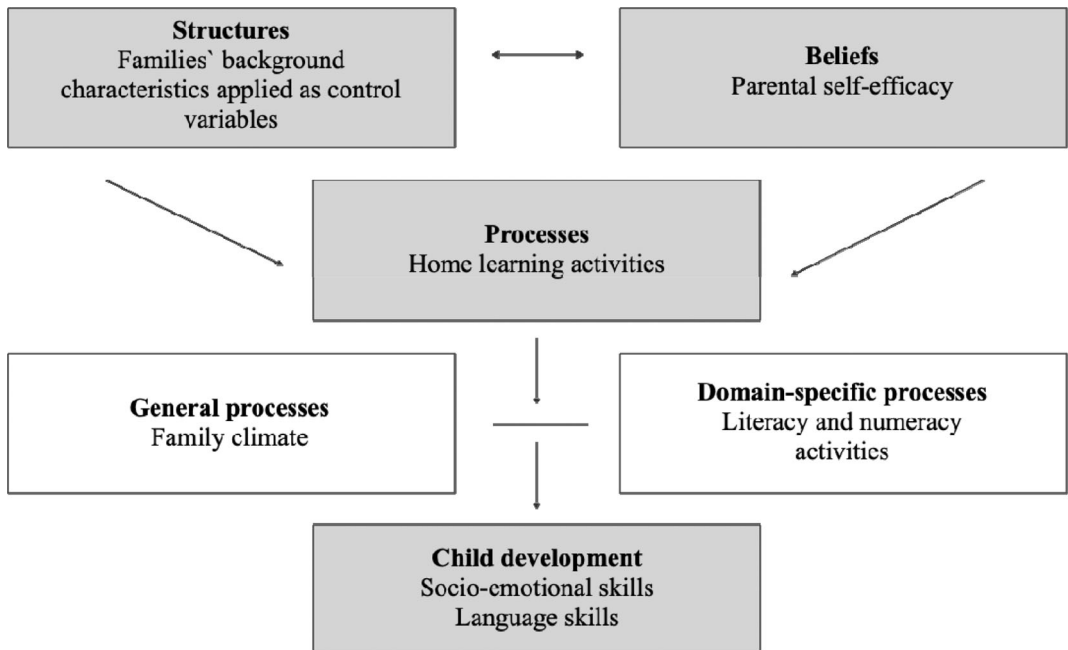 Structures
Families` background
characteristics applied as control
variables
Beliefs
Parental self-efficacy
Processes
Home learning activities
General processes
Family climate
Domain-specific processes
Literacy and numeracy
activities
Child development
Socio-emotional skills
Language skills